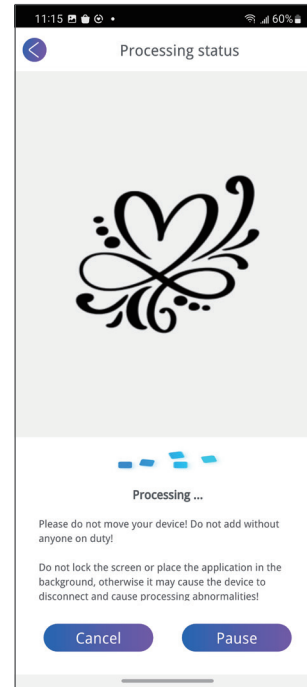 11:15 60%
Processing status
Processing ...
Please do not move your device! Do not add without
anyone on duty!
Do not lock the screen or place the application in the
background, otherwise it may cause the device to
disconnect and cause processing abnormalities!
Cancel Pause